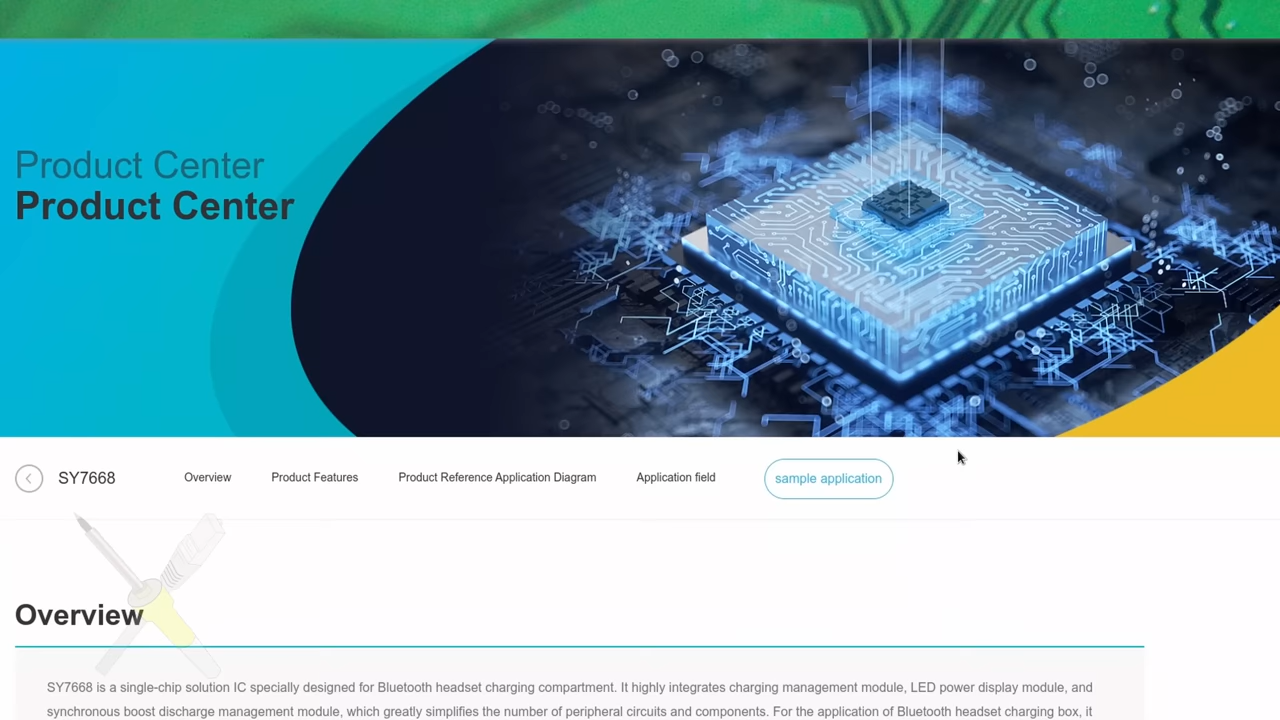 Product Center
Product Center
SY7668 Overview Product Features Product Reference Application Diagram Application field sample application
Overview
SY7668 is a single-chip solution IC specially designed for Bluetooth headset charging compartment. It highly integrates charging management module, LED power display module, and
synchronous boost discharge management module, which greatly simplifies the number of peripheral circuits and components. For the application of Bluetooth headset charging box, it